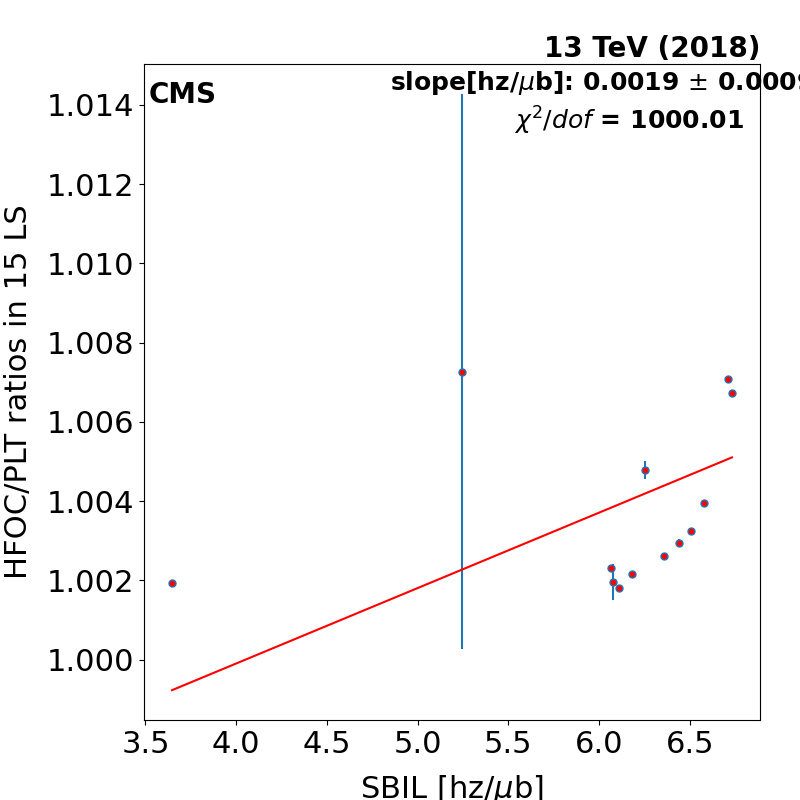 13 TeV (2018)
CMS
slope[hz/μb]: 0.0019 ± 0.0009
χ²/dof = 1000.01
HFOC/PLT ratios in 15 LS
1.014
1.012
1.010
1.008
1.006
1.004
1.002
1.000
3.5 4.0 4.5 5.0 5.5 6.0 6.5
SBIL [hz/μb]